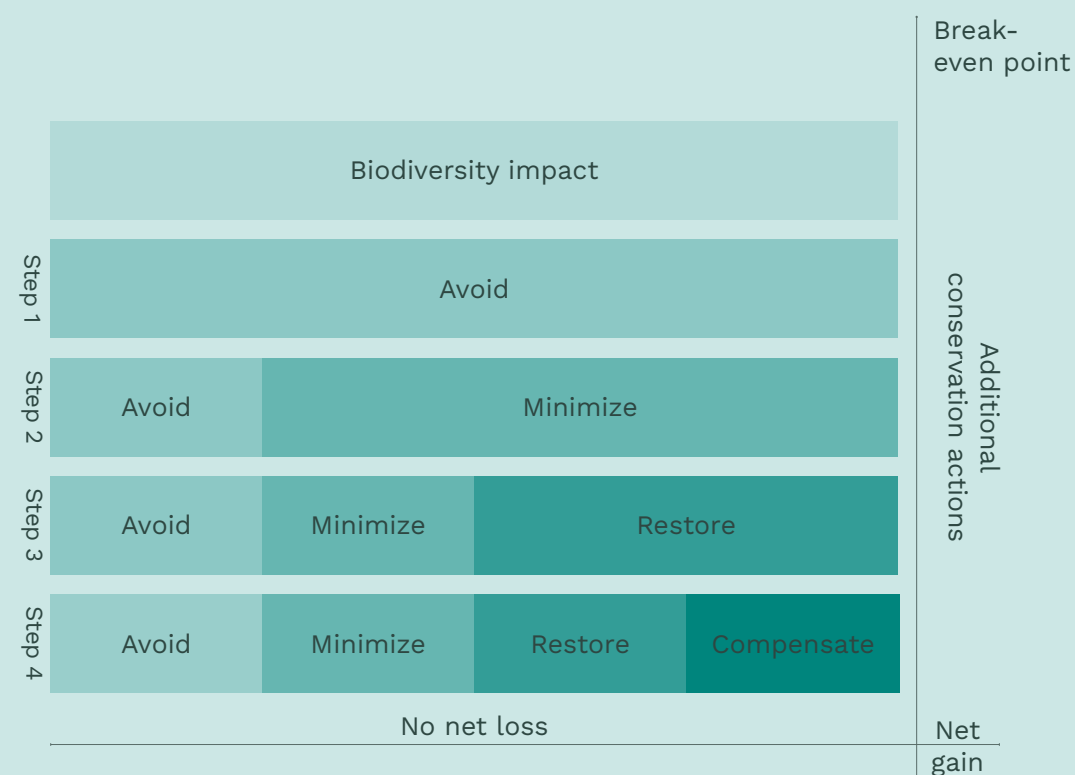 Break-
even point
Biodiversity impact
Step 1
Avoid
Step 2
Avoid
Minimize
Step 3
Avoid
Minimize
Restore
Step 4
Avoid
Minimize
Restore
Compensate
Additional
conservation actions
No net loss
Net
gain